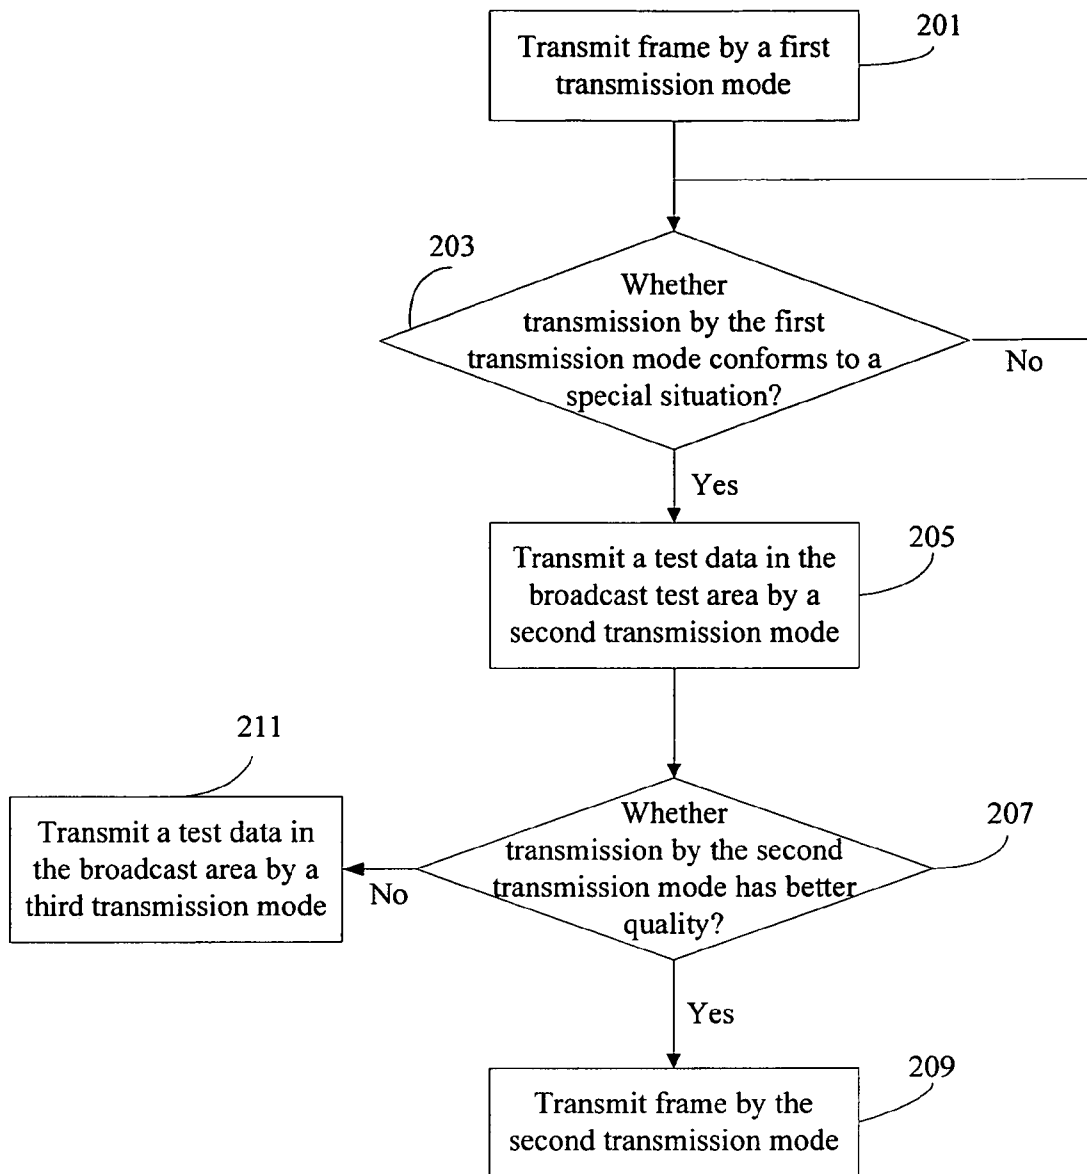 201
Transmit frame by a first
transmission mode
203
Whether
transmission by the first
transmission mode conforms to a
special situation?
No
Yes
205
Transmit a test data in the
broadcast test area by a
second transmission mode
211
Transmit a test data in
the broadcast area by a
third transmission mode
207
Whether
transmission by the second
transmission mode has better
quality?
No
Yes
209
Transmit frame by the
second transmission mode